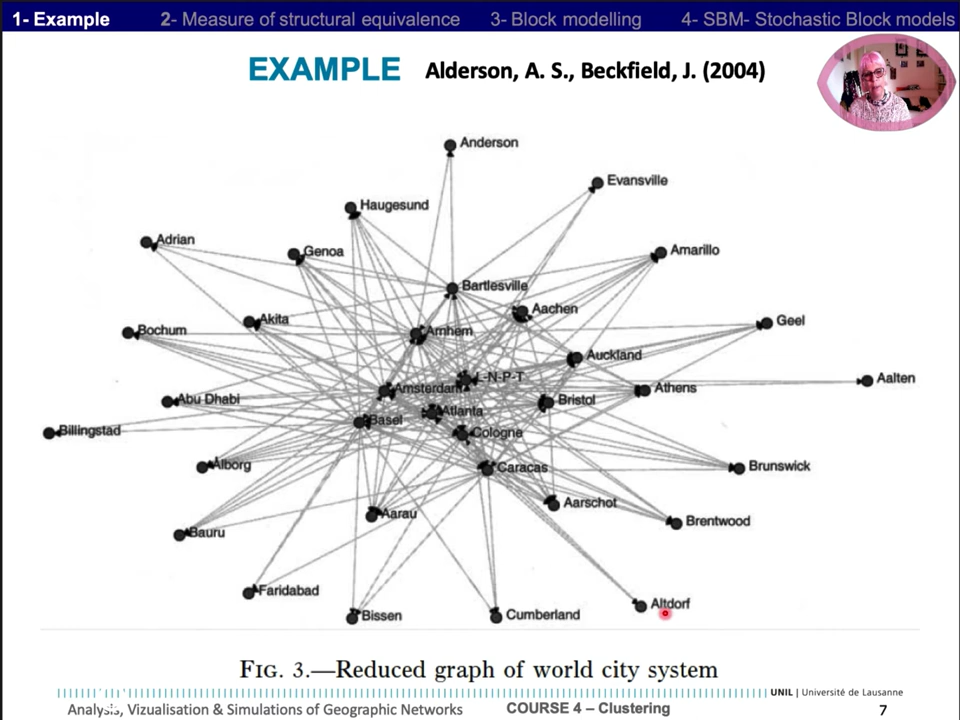 1- Example 2- Measure of structural equivalence 3- Block modelling 4- SBM- Stochastic Block models
EXAMPLE Alderson, A. S., Beckfield, J. (2004)
Anderson
Evansville
Haugesund
Adrian
Genoa
Amarillo
Bartlesville
Aachen
Akita
Geel
Bochum
Arnhem
Auckland
L-N-P-T
Aalten
Amsterdam
Athens
Abu Dhabi
Bristol
Atlanta
Basel
Billingstad
Cologne
Alborg
Caracas
Brunswick
Aarschot
Aarau
Brentwood
Bauru
Faridabad
Altdorf
Bissen
Cumberland
FIG. 3.—Reduced graph of world city system
UNIL | Université de Lausanne
Analysis, Vizualisation & Simulations of Geographic Networks COURSE 4 – Clustering 7